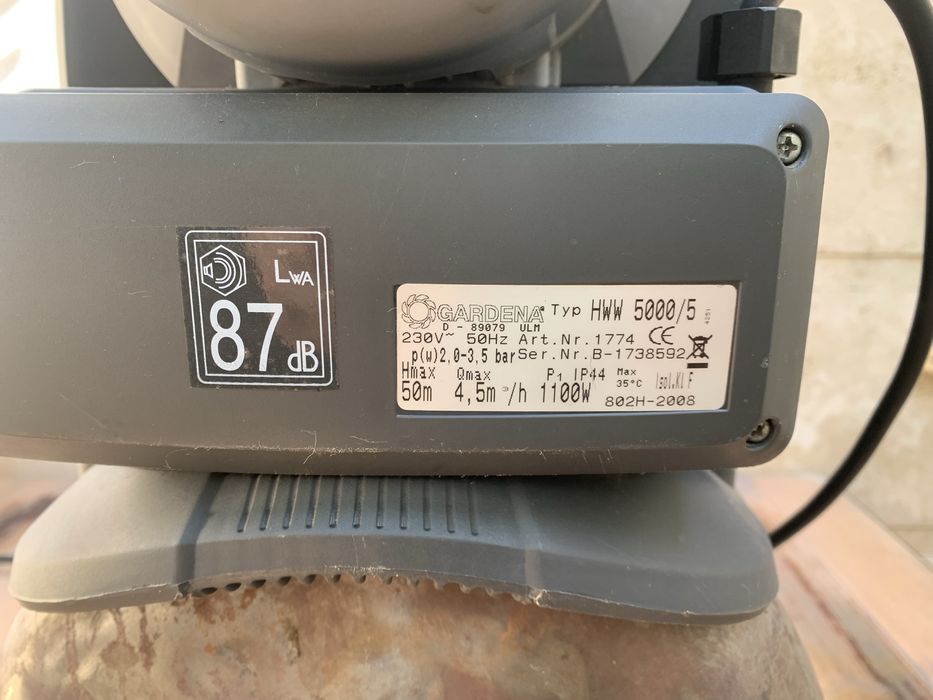 LWA
87 dB
GARDENA® Typ HWW 5000/5
D - 89079 ULM
230V~ 50Hz Art.Nr. 1774 CE
p(w)2,0-3,5 bar Ser.Nr.B-1738592
Hmax Qmax P1 IP44 Max Isol.Kl F
50m 4,5m³/h 1100W 35°C
802H-2008